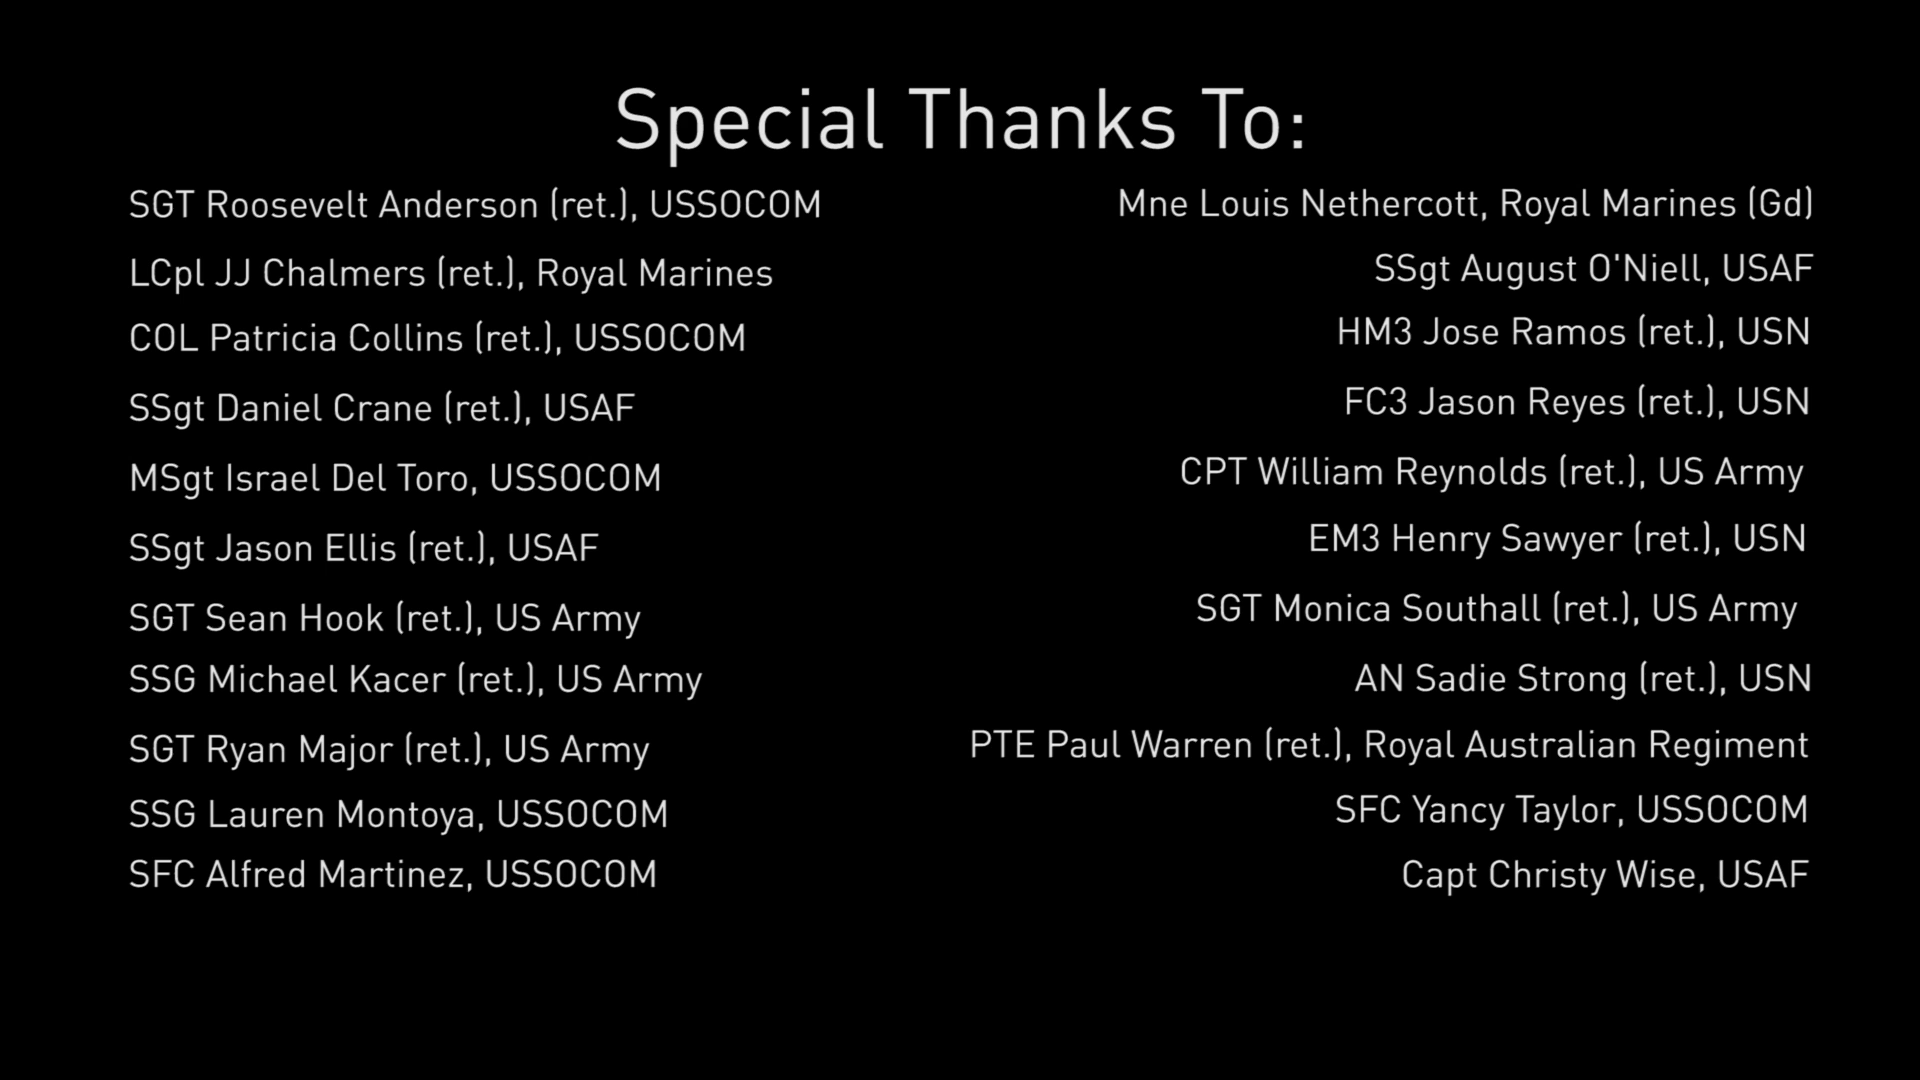 Special Thanks To:
SGT Roosevelt Anderson (ret.), USSOCOM
LCpl JJ Chalmers (ret.), Royal Marines
COL Patricia Collins (ret.), USSOCOM
SSgt Daniel Crane (ret.), USAF
MSgt Israel Del Toro, USSOCOM
SSgt Jason Ellis (ret.), USAF
SGT Sean Hook (ret.), US Army
SSG Michael Kacer (ret.), US Army
SGT Ryan Major (ret.), US Army
SSG Lauren Montoya, USSOCOM
SFC Alfred Martinez, USSOCOM
Mne Louis Nethercott, Royal Marines (Gd)
SSgt August O'Niell, USAF
HM3 Jose Ramos (ret.), USN
FC3 Jason Reyes (ret.), USN
CPT William Reynolds (ret.), US Army
EM3 Henry Sawyer (ret.), USN
SGT Monica Southall (ret.), US Army
AN Sadie Strong (ret.), USN
PTE Paul Warren (ret.), Royal Australian Regiment
SFC Yancy Taylor, USSOCOM
Capt Christy Wise, USAF